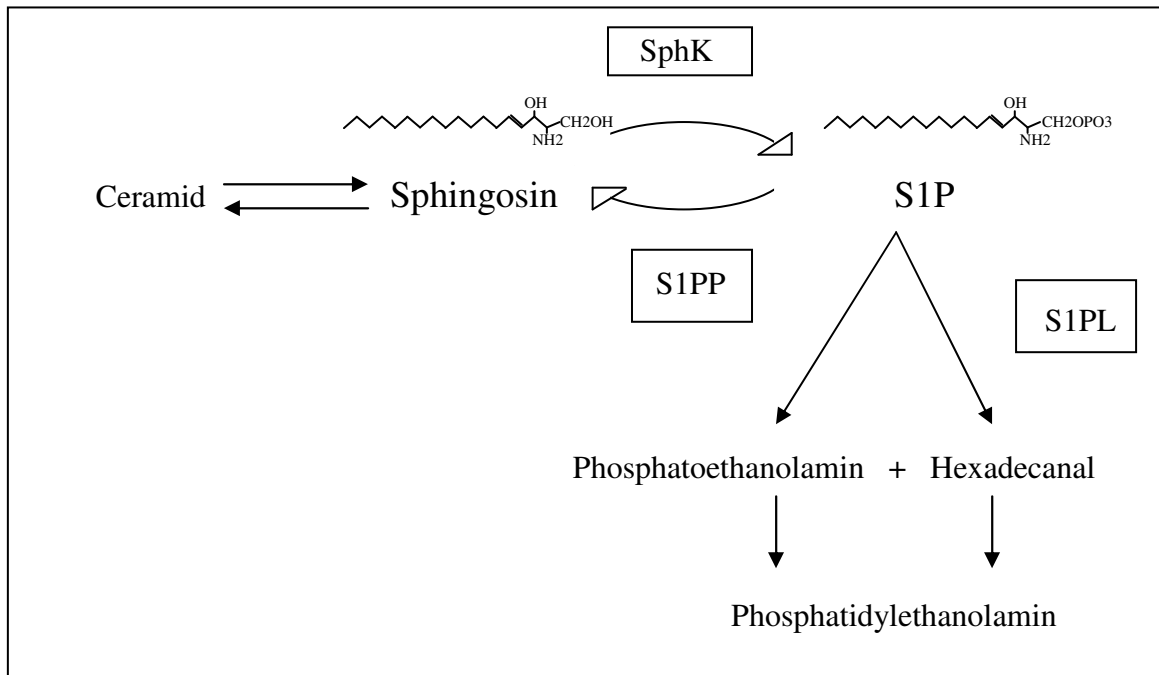 SphK
OH
CH2OH
NH2
OH
CH2OPO3
NH2
Ceramid
Sphingosin
S1P
S1PP
S1PL
Phosphatoethanolamin + Hexadecanal
Phosphatidylethanolamin